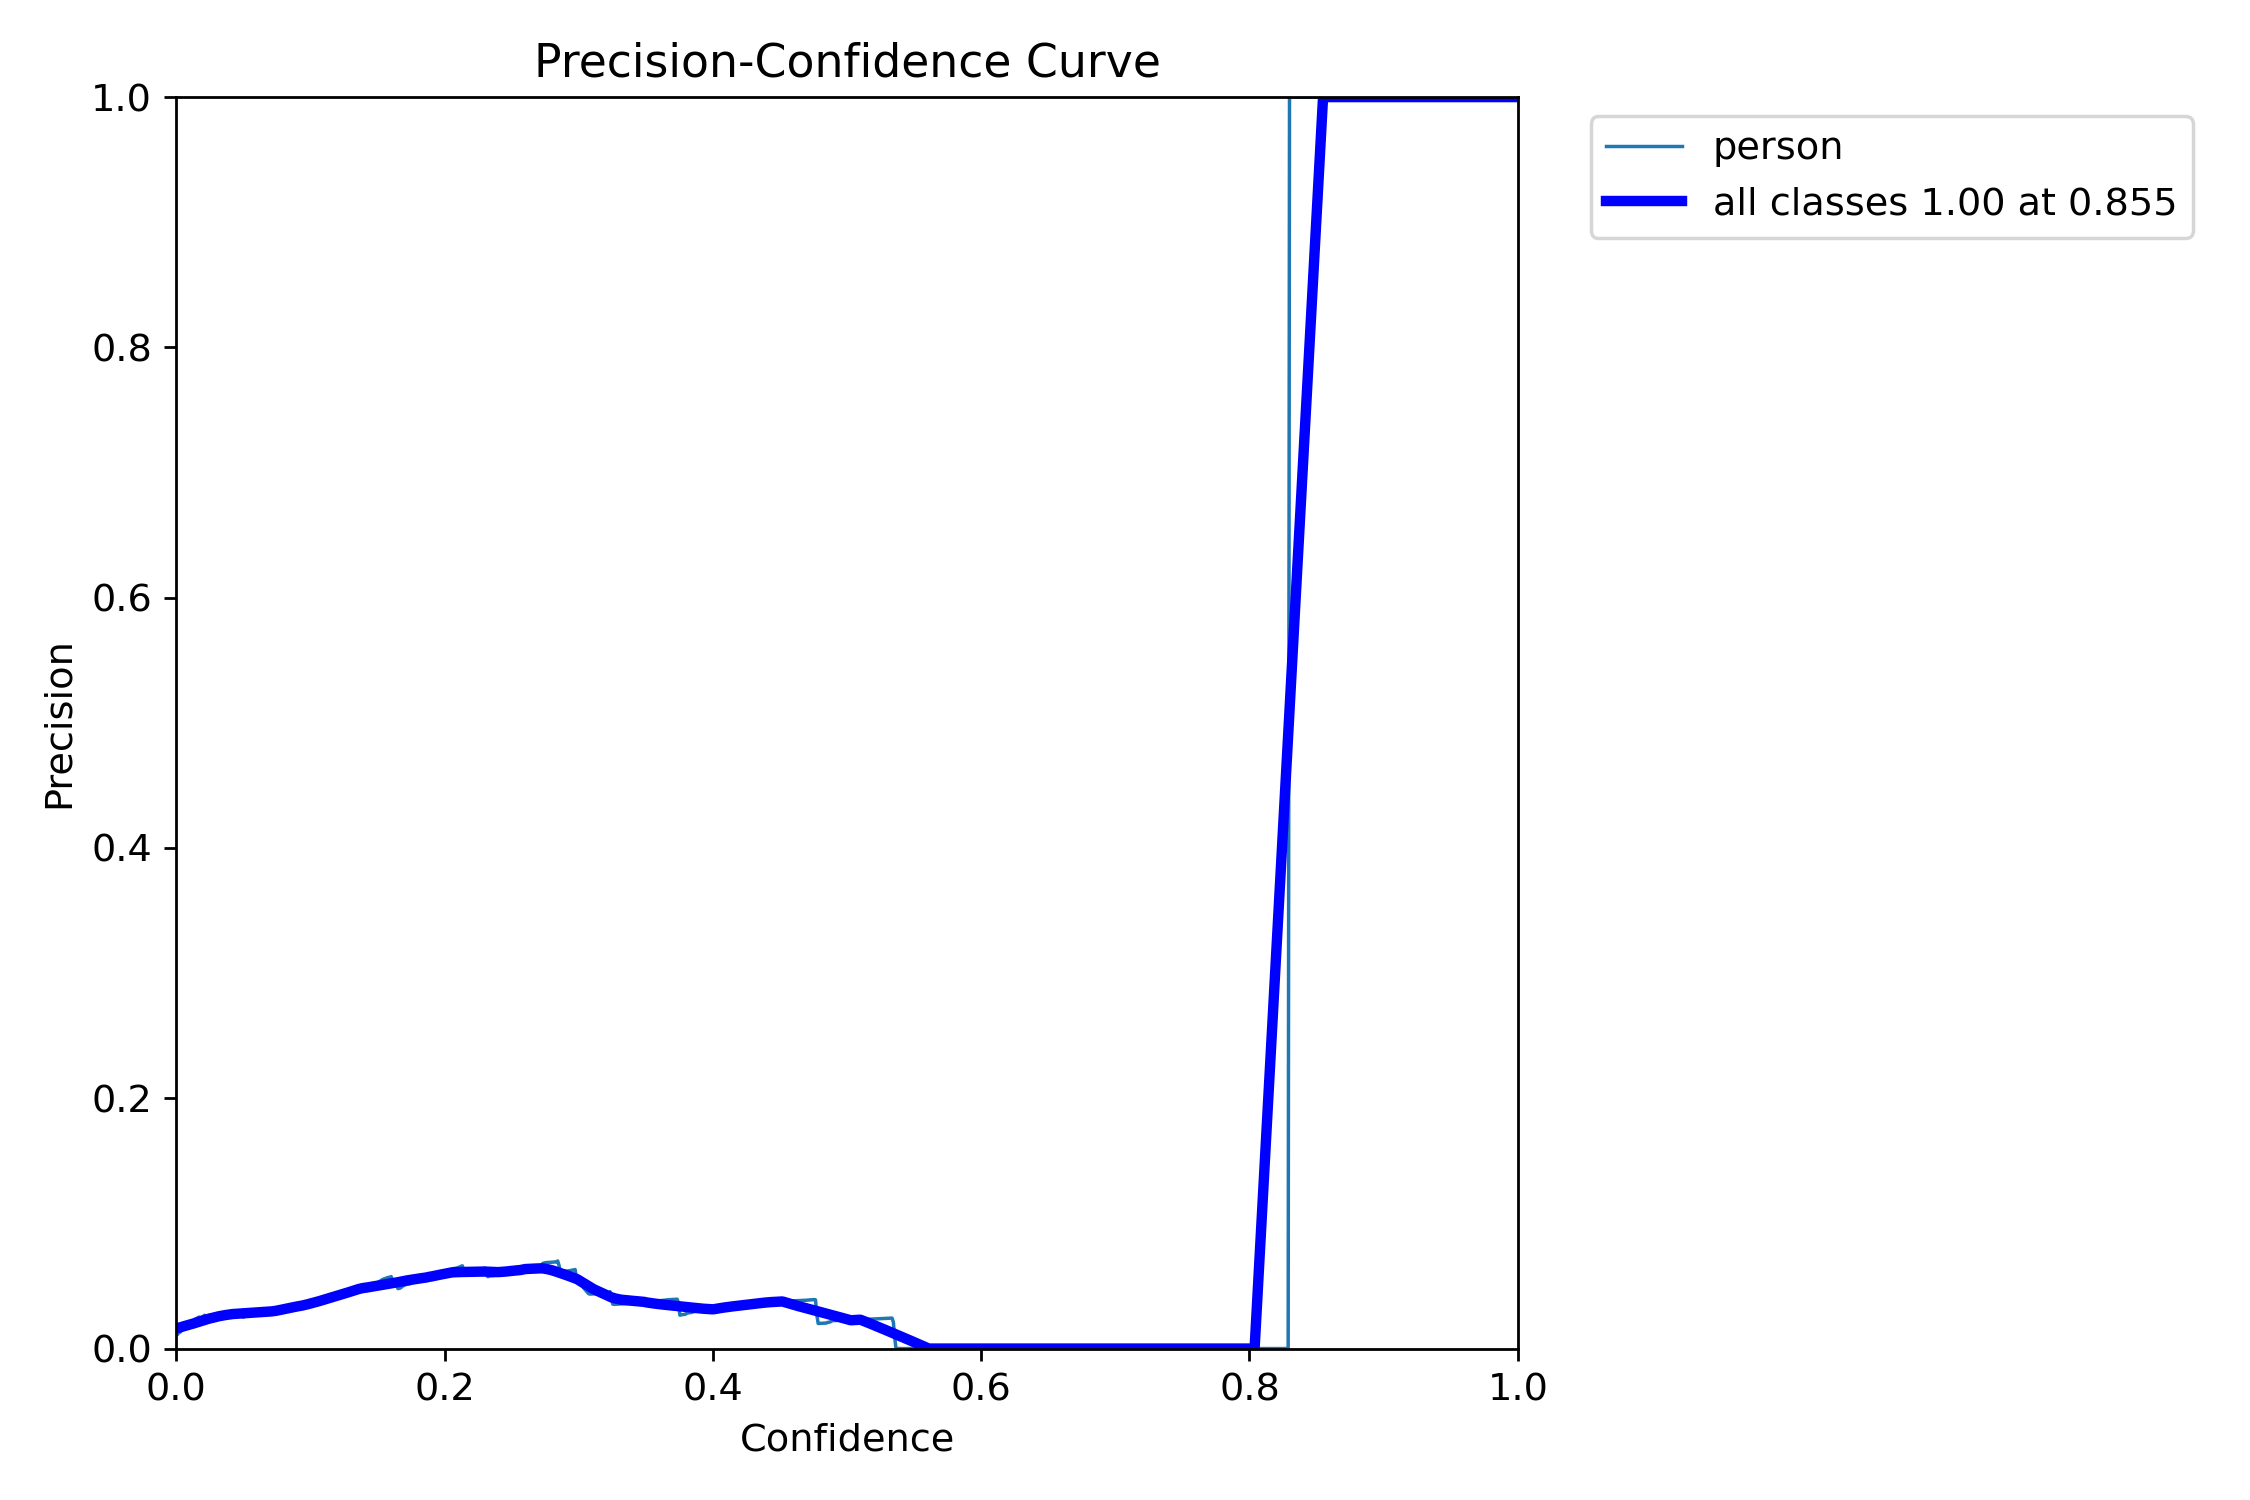 Precision-Confidence Curve
1.0
0.8
0.6
0.4
0.2
0.0
Precision
0.0 0.2 0.4 0.6 0.8 1.0
Confidence
person
all classes 1.00 at 0.855